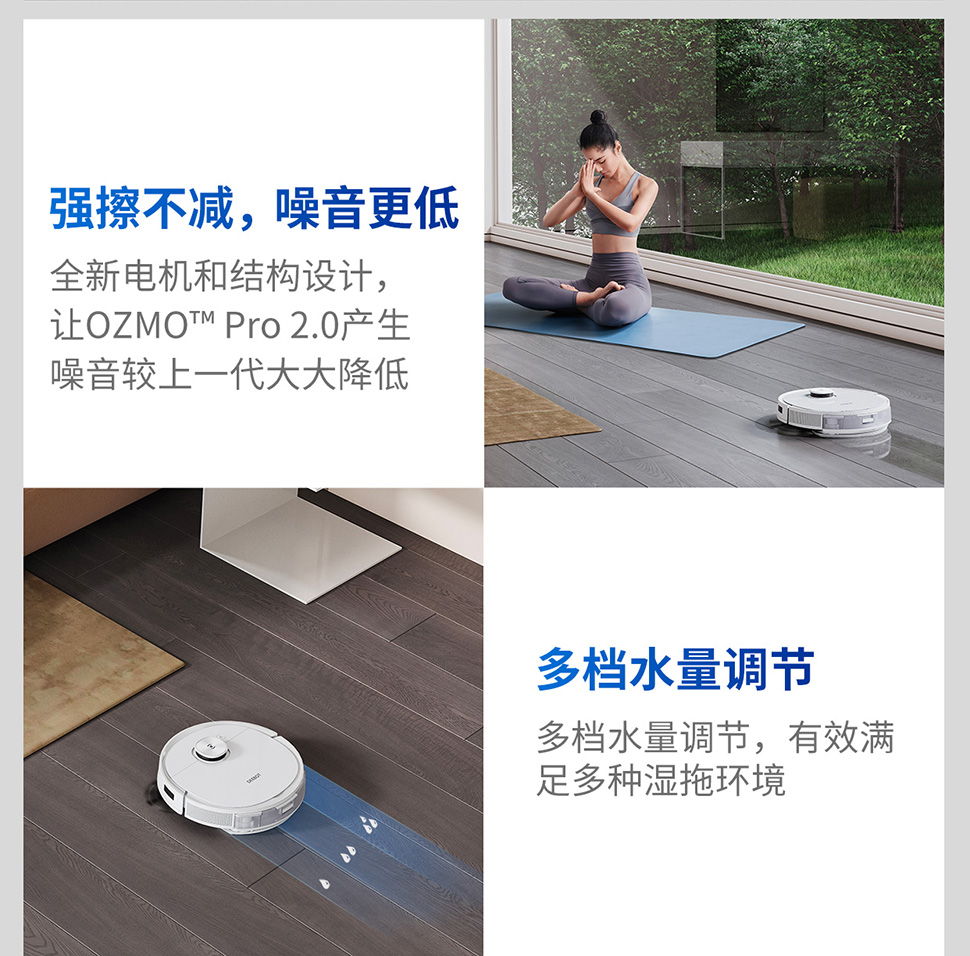 强擦不减，噪音更低
全新电机和结构设计，
让OZMO™ Pro 2.0产生
噪音较上一代大大降低
DEEBOT
多档水量调节
多档水量调节，有效满
足多种湿拖环境